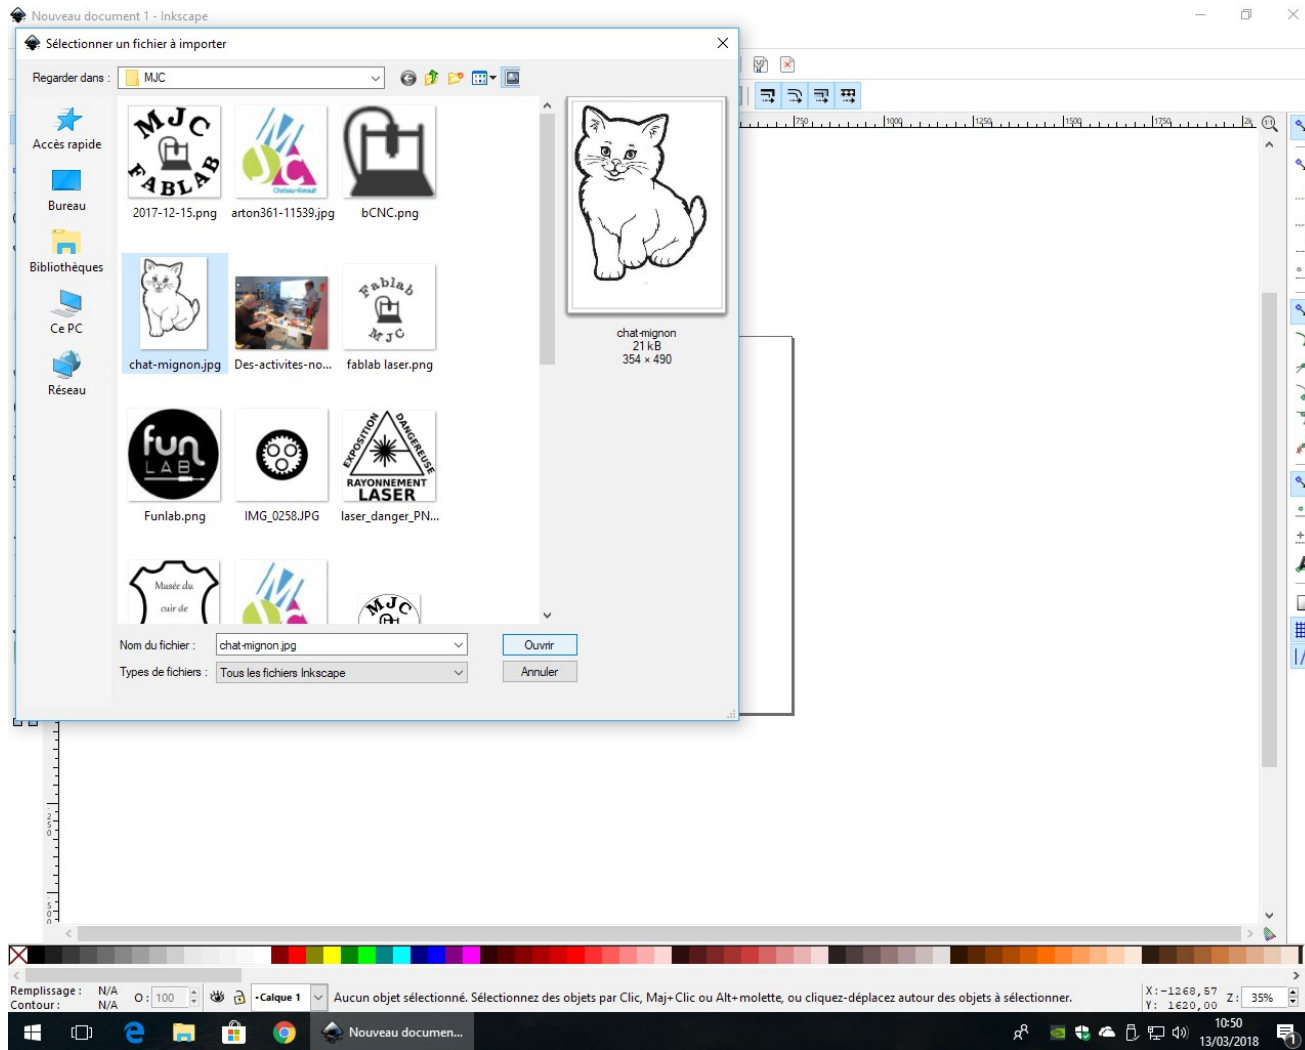 Nouveau document 1 - Inkscape
Sélectionner un fichier à importer
Regarder dans :
MJC
Accès rapide
Bureau
Bibliothèques
Ce PC
Réseau
MJC
FABLAB
2017-12-15.png
Château-Renault
arton361-11539.jpg
bCNC.png
chat-mignon.jpg
Des-activites-no...
Fablab
MJC
fablab laser.png
fun
LAB
Funlab.png
IMG_0258.JPG
EXPOSITION DANGEREUSE
RAYONNEMENT
LASER
laser_danger_PN...
Musée du
cuir de
MJC
chat-mignon
21 kB
354 × 490
Nom du fichier :
chat-mignon.jpg
Ouvrir
Types de fichiers :
Tous les fichiers Inkscape
Annuler
750
1000
1250
1500
1750
250
500
Remplissage :
N/A
Contour :
N/A
O :
100
•Calque 1
Aucun objet sélectionné. Sélectionnez des objets par Clic, Maj+Clic ou Alt+molette, ou cliquez-déplacez autour des objets à sélectionner.
X:-1268,57
Y: 1620,00
Z:
35%
Nouveau documen...
10:50
13/03/2018
1